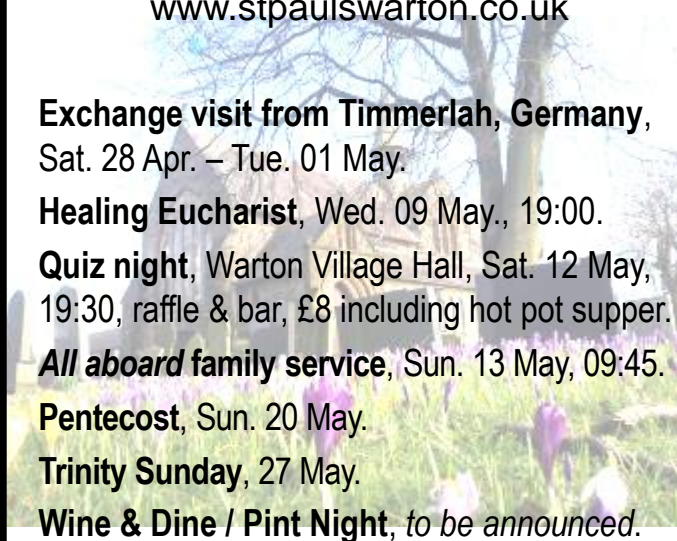 www.stpaulswarton.co.uk
Exchange visit from Timmerlah, Germany,
Sat. 28 Apr. – Tue. 01 May.
Healing Eucharist, Wed. 09 May., 19:00.
Quiz night, Warton Village Hall, Sat. 12 May,
19:30, raffle & bar, £8 including hot pot supper.
All aboard family service, Sun. 13 May, 09:45.
Pentecost, Sun. 20 May.
Trinity Sunday, 27 May.
Wine & Dine / Pint Night, to be announced.